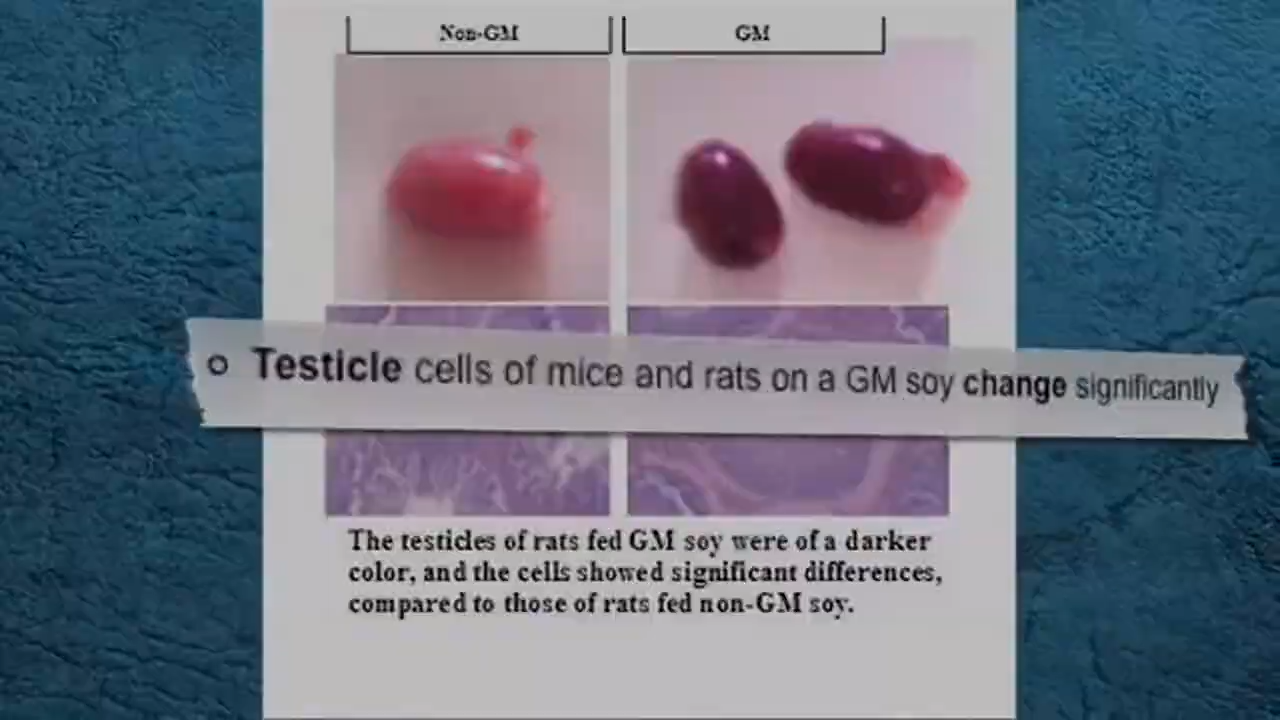 Non-GM
GM
o Testicle cells of mice and rats on a GM soy change significantly
The testicles of rats fed GM soy were of a darker
color, and the cells showed significant differences,
compared to those of rats fed non-GM soy.